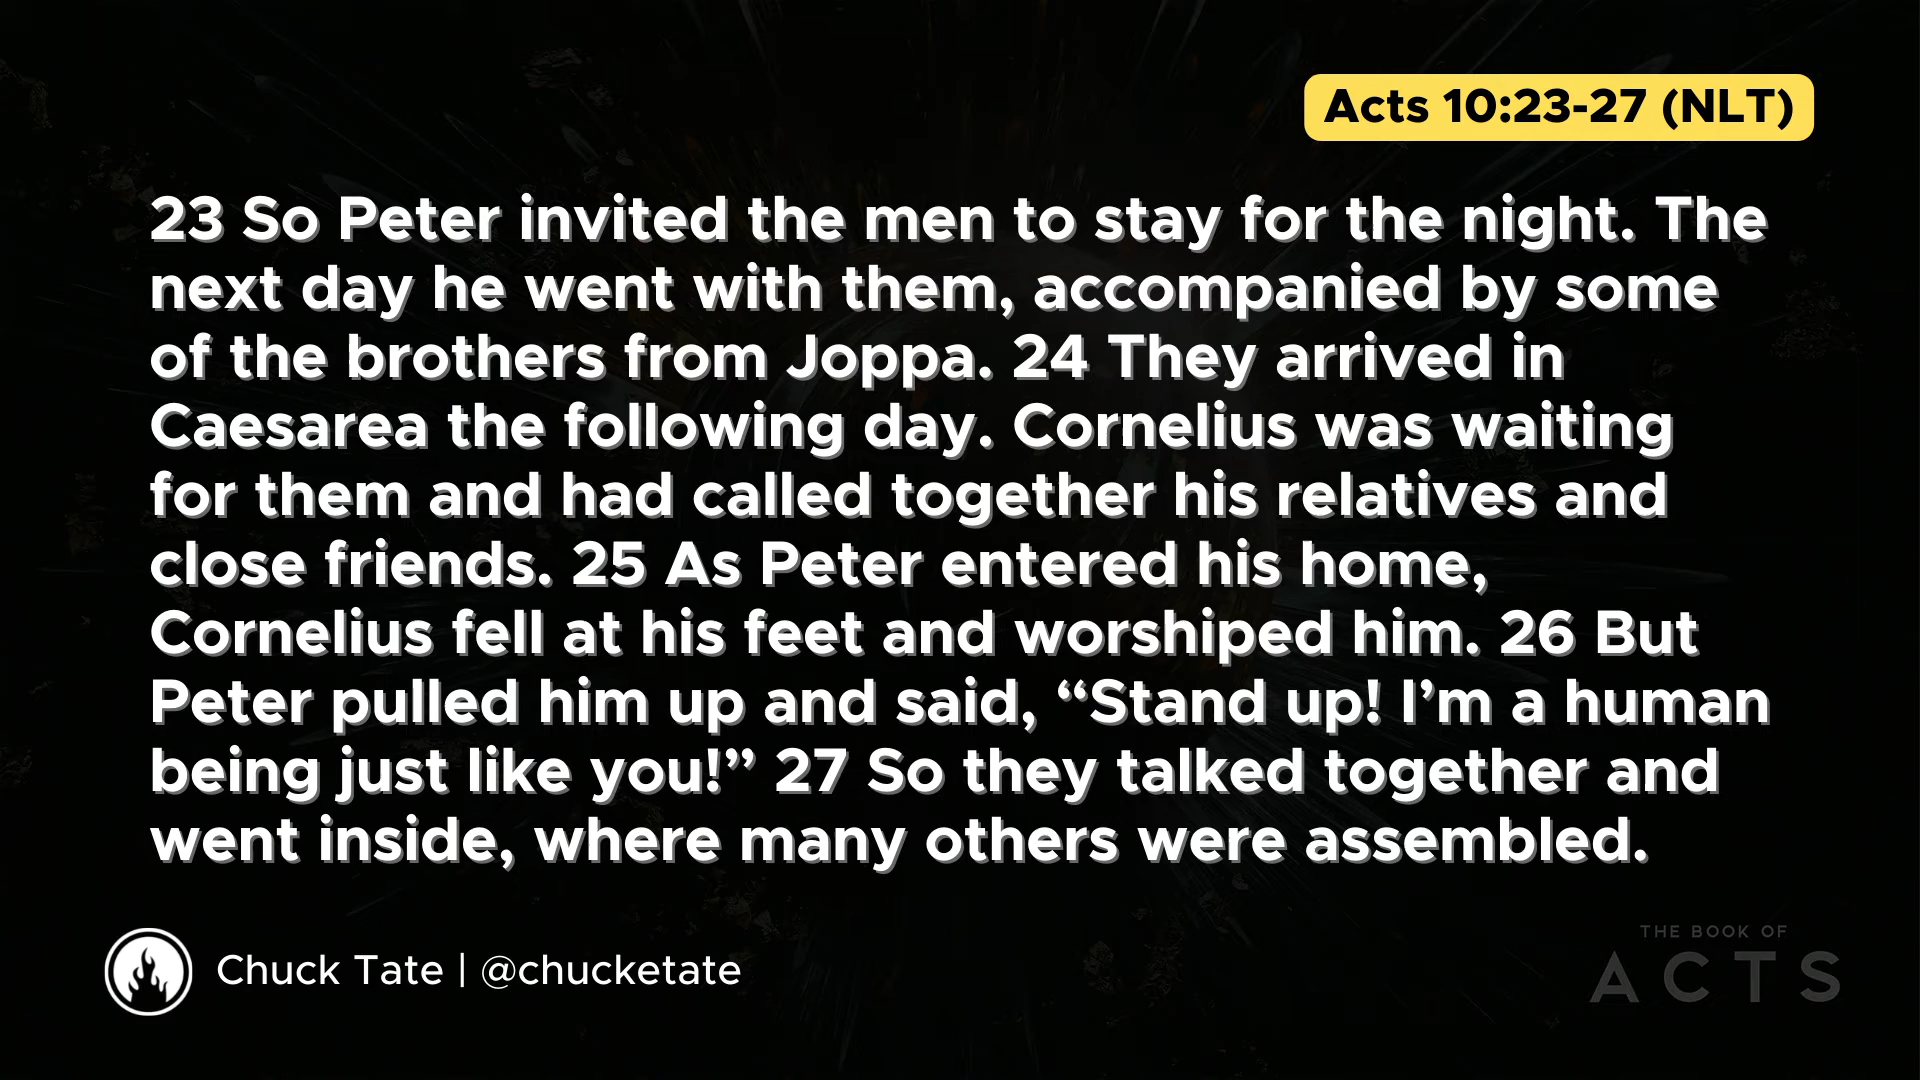 Acts 10:23-27 (NLT)
23 So Peter invited the men to stay for the night. The
next day he went with them, accompanied by some
of the brothers from Joppa. 24 They arrived in
Caesarea the following day. Cornelius was waiting
for them and had called together his relatives and
close friends. 25 As Peter entered his home,
Cornelius fell at his feet and worshiped him. 26 But
Peter pulled him up and said, “Stand up! I’m a human
being just like you!” 27 So they talked together and
went inside, where many others were assembled.
Chuck Tate | @chucketate
THE BOOK OF
ACTS